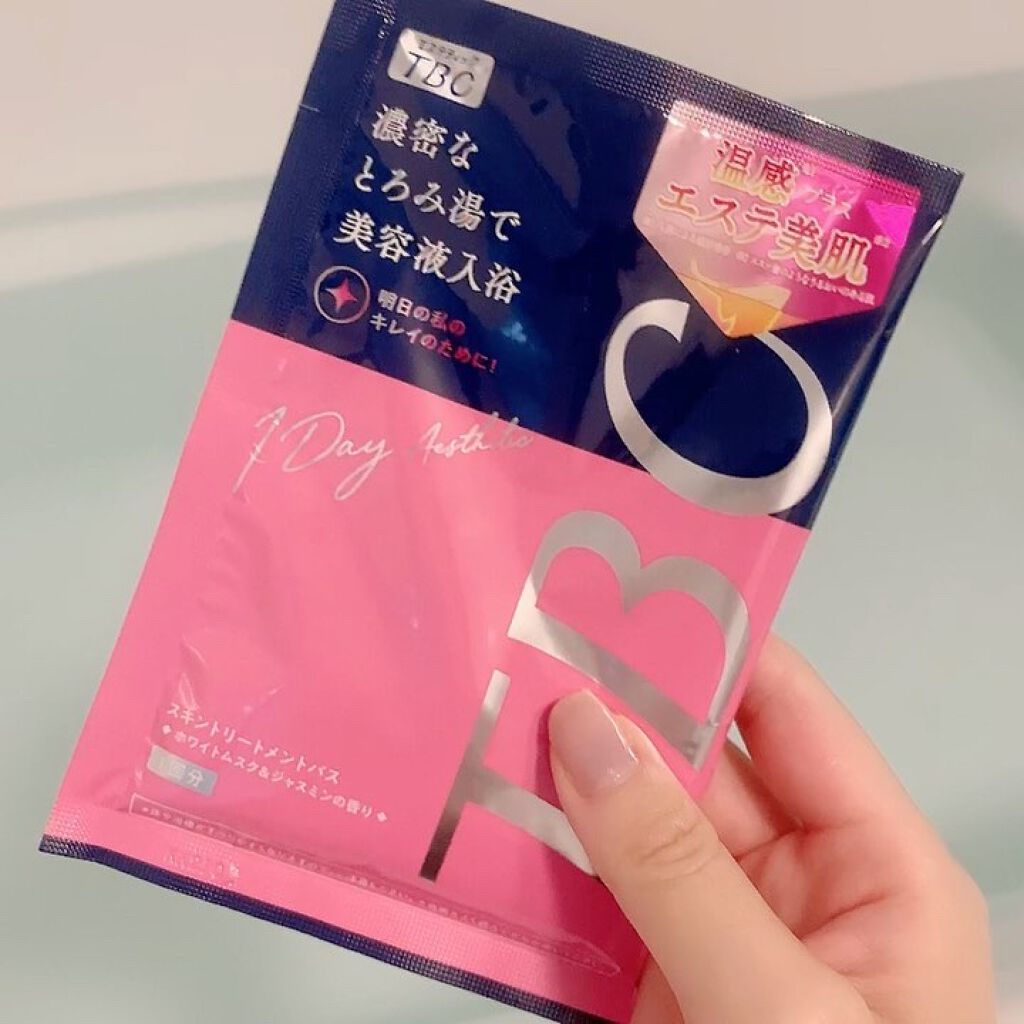 エステティック
TBC
濃密な
とろみ湯で
美容液入浴
明日の私の
キレイのために!
温感プラス
エステ美肌
1 Day Aesthetic
TBC
スキントリートメントバス
◆ホワイトムスク&ジャスミンの香り◆
1回分